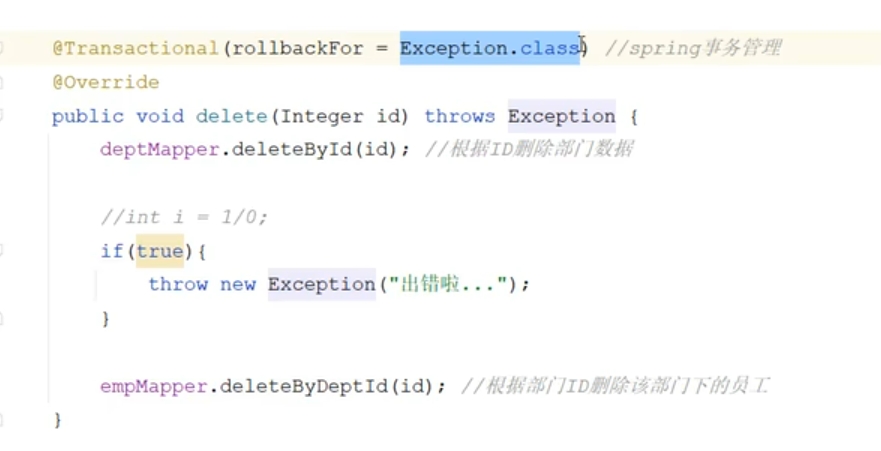 @Transactional(rollbackFor = Exception.class) //spring事务管理
@Override
public void delete(Integer id) throws Exception {
deptMapper.deleteById(id); //根据ID删除部门数据
//int i = 1/0;
if(true){
throw new Exception("出错啦...");
}
empMapper.deleteByDeptId(id); //根据部门ID删除该部门下的员工
}